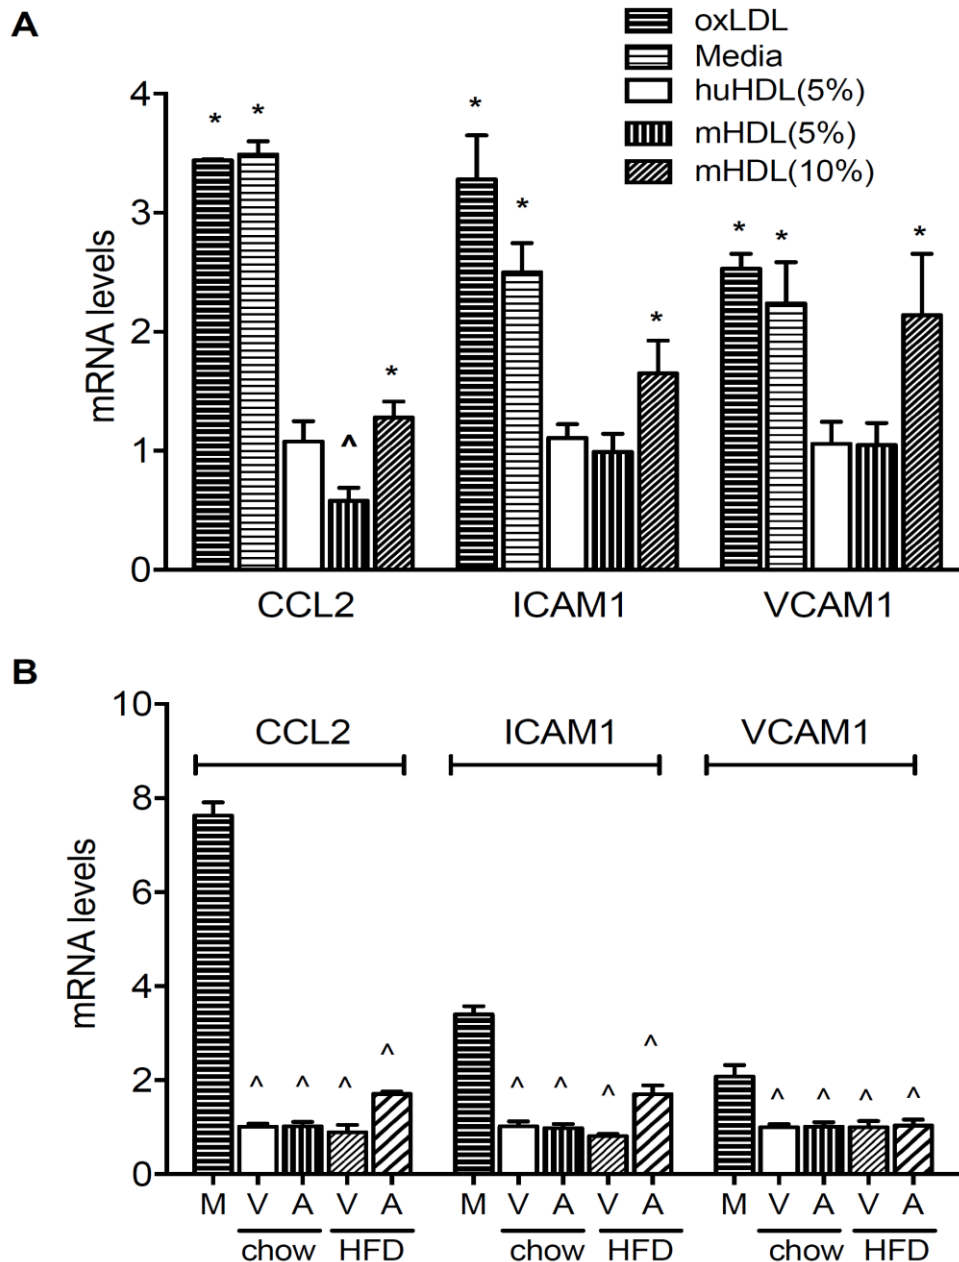 A
oxLDL
Media
huHDL(5%)
mHDL(5%)
mHDL(10%)
mRNA levels
4
3
2
1
0
* * ^ *
* * *
* * *
CCL2 ICAM1 VCAM1
B
mRNA levels
10
8
6
4
2
0
CCL2 ICAM1 VCAM1
^ ^ ^ ^
^ ^ ^ ^
^ ^ ^ ^
M V A V A M V A V A M V A V A
chow HFD chow HFD chow HFD